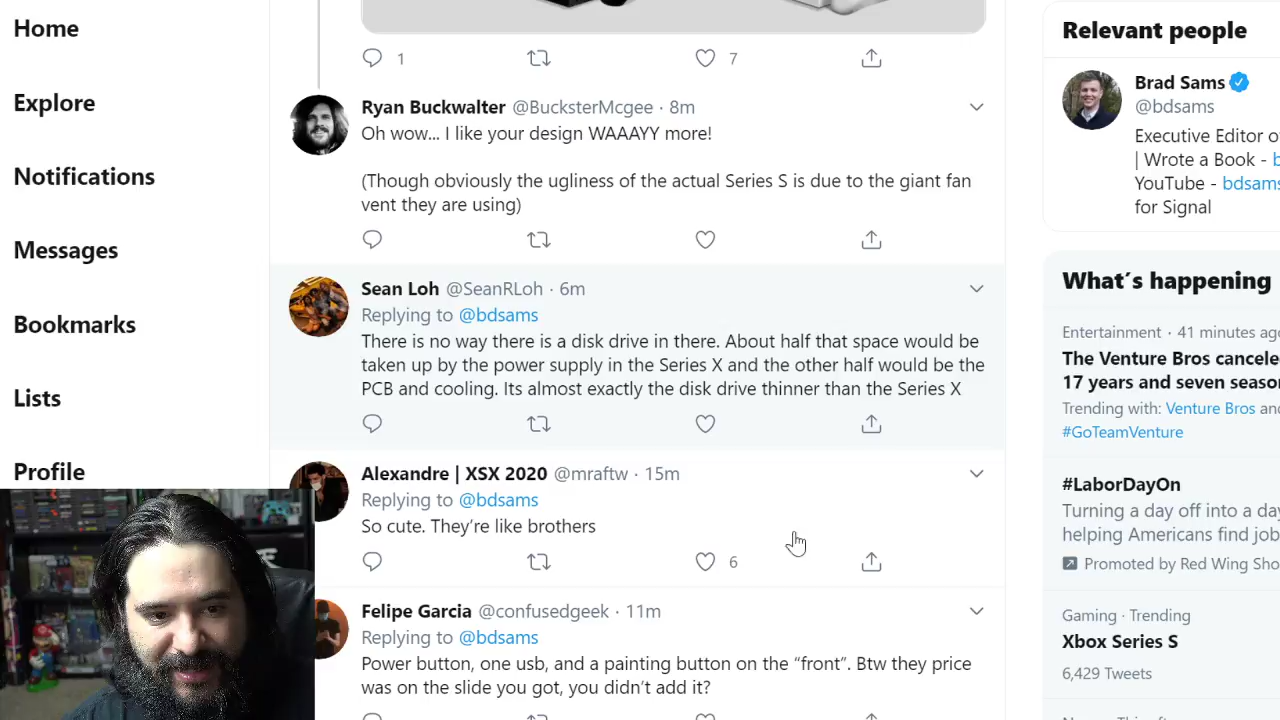 Home
Explore
Notifications
Messages
Bookmarks
Lists
Profile
1
7
Ryan Buckwalter @BucksterMcgee · 8m
Oh wow... I like your design WAAAYY more!
(Though obviously the ugliness of the actual Series S is due to the giant fan
vent they are using)
Sean Loh @SeanRLoh · 6m
Replying to @bdsams
There is no way there is a disk drive in there. About half that space would be
taken up by the power supply in the Series X and the other half would be the
PCB and cooling. Its almost exactly the disk drive thinner than the Series X
Alexandre | XSX 2020 @mraftw · 15m
Replying to @bdsams
So cute. They're like brothers
6
Felipe Garcia @confusedgeek · 11m
Replying to @bdsams
Power button, one usb, and a painting button on the “front”. Btw they price
was on the slide you got, you didn't add it?
Relevant people
Brad Sams
@bdsams
Executive Editor o
| Wrote a Book - b
YouTube - bdsams
for Signal
What's happening
Entertainment · 41 minutes ago
The Venture Bros cancele
17 years and seven seaso
Trending with: Venture Bros and
#GoTeamVenture
#LaborDayOn
Turning a day off into a day
helping Americans find job
Promoted by Red Wing Sho
Gaming · Trending
Xbox Series S
6,429 Tweets